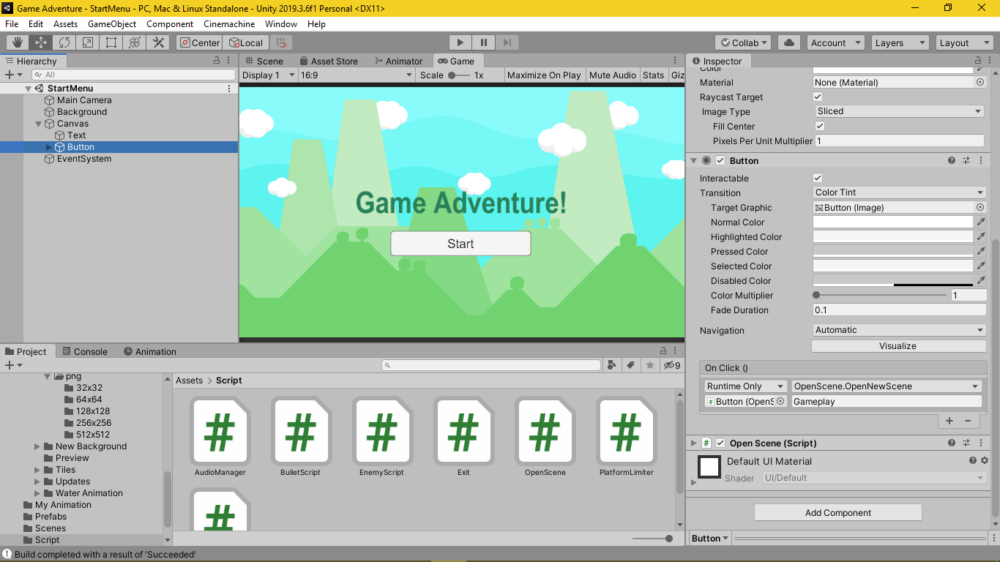 Game Adventure - StartMenu - PC, Mac & Linux Standalone - Unity 2019.3.6f1 Personal <DX11>
File Edit Assets GameObject Component Cinemachine Window Help
Center Local Collab Account Layers Layout
Hierarchy
All
StartMenu
Main Camera
Background
Canvas
Text
Button
EventSystem
Scene Asset Store Animator Game
Display 1 16:9 Scale 1x Maximize On Play Mute Audio Stats Giz
Game Adventure!
Start
Inspector
Color
Material None (Material)
Raycast Target
Image Type Sliced
Fill Center
Pixels Per Unit Multiplier 1
Button
Interactable
Transition Color Tint
Target Graphic Button (Image)
Normal Color
Highlighted Color
Pressed Color
Selected Color
Disabled Color
Color Multiplier 1
Fade Duration 0.1
Navigation Automatic
Visualize
On Click ()
Runtime Only OpenScene.OpenNewScene
Button (OpenS Gameplay
+ −
# Open Scene (Script)
Default UI Material
Shader UI/Default
Add Component
Button
Project Console Animation
9
png
32x32
64x64
128x128
256x256
512x512
New Background
Preview
Tiles
Updates
Water Animation
My Animation
Prefabs
Scenes
Script
Assets > Script
# # # # # #
AudioManager BulletScript EnemyScript Exit OpenScene PlatformLimiter
#
Build completed with a result of 'Succeeded'